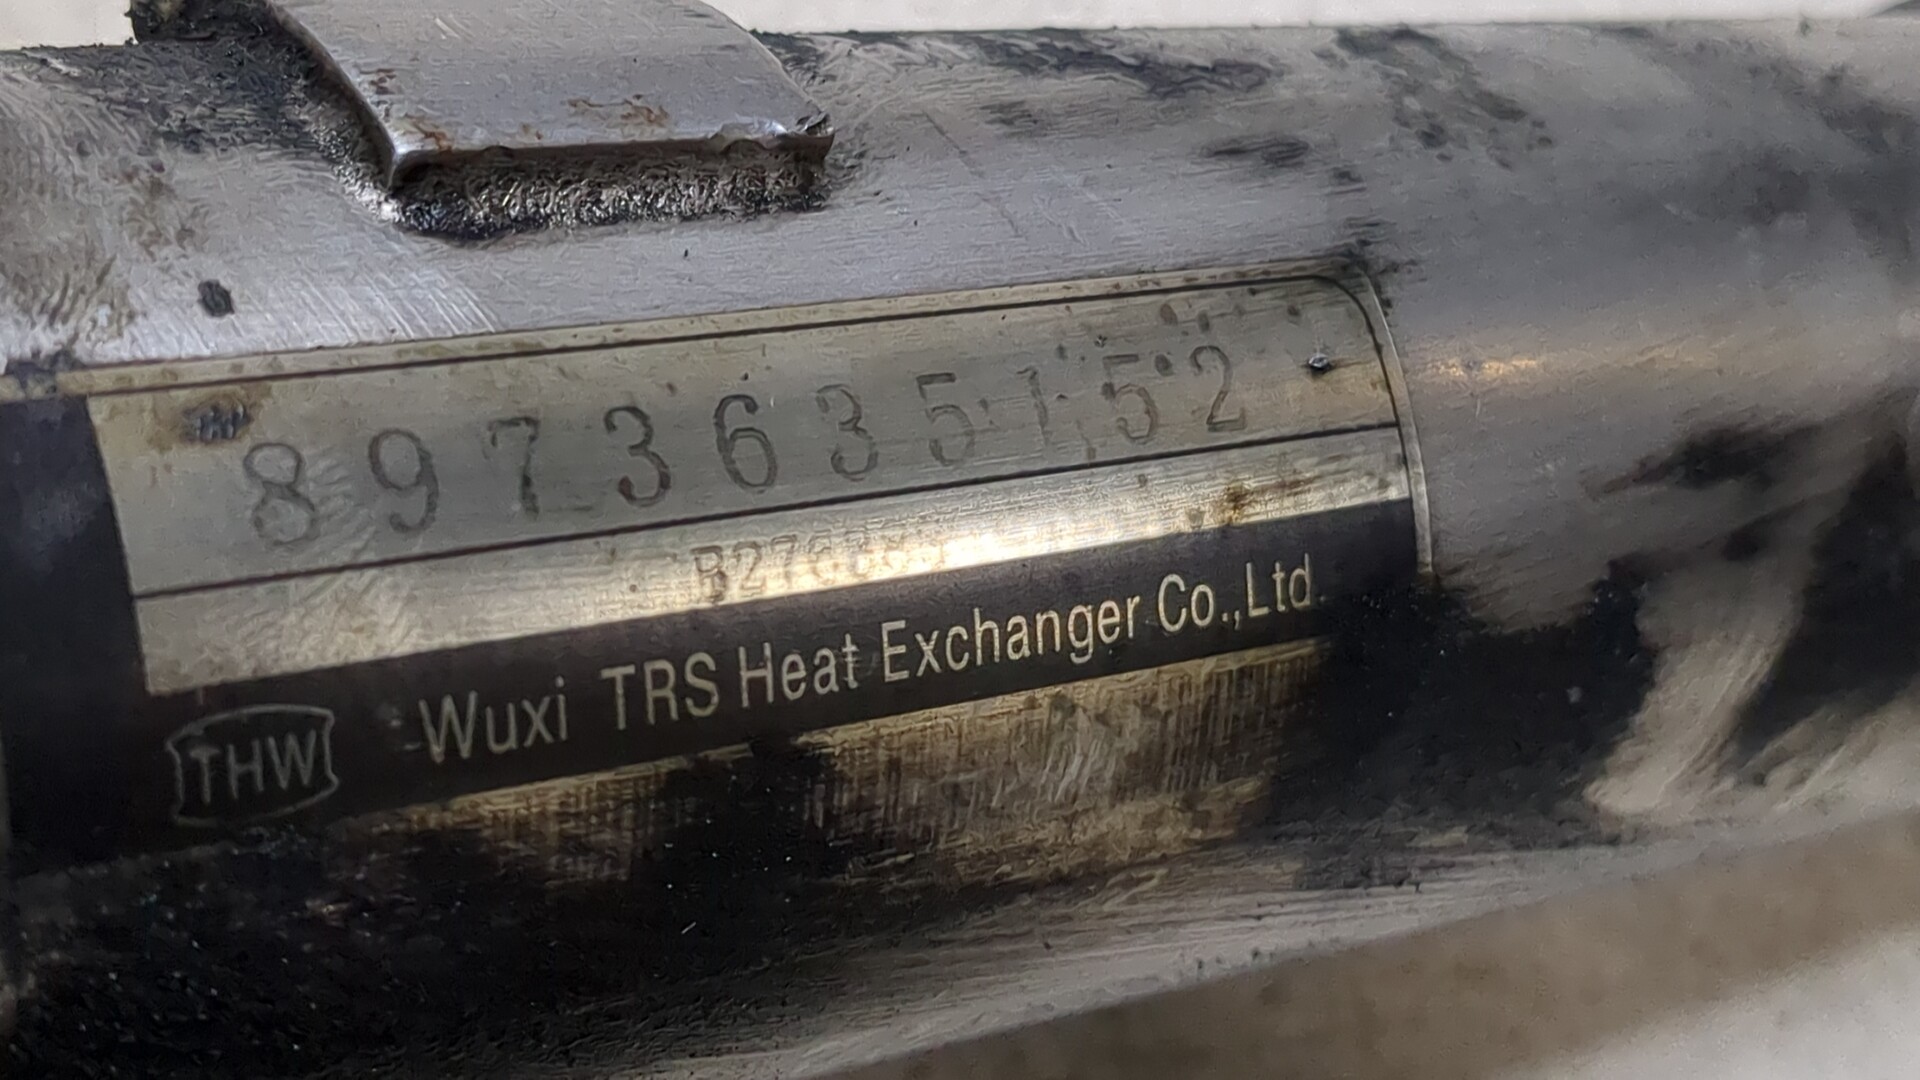 8973635152
THW Wuxi TRS Heat Exchanger Co.,Ltd.